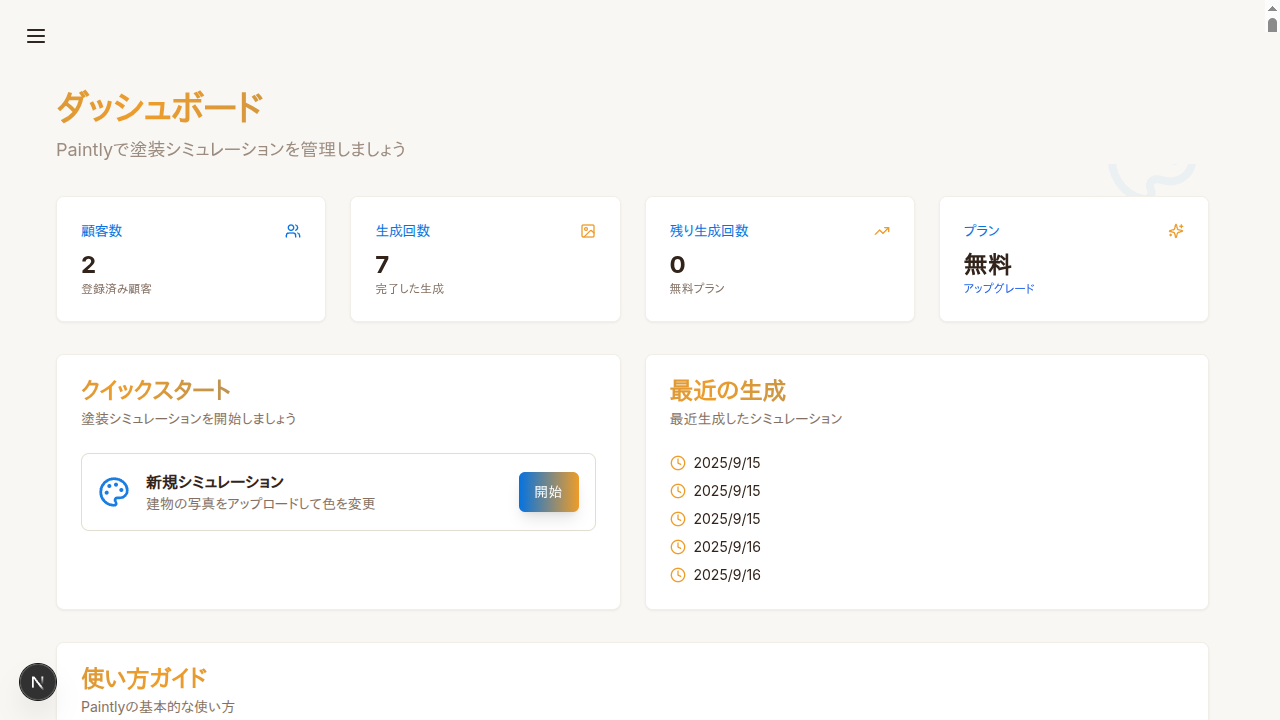 ダッシュボード
Paintlyで塗装シミュレーションを管理しましょう
顧客数
2
登録済み顧客
生成回数
7
完了した生成
残り生成回数
0
無料プラン
プラン
無料
アップグレード
クイックスタート
塗装シミュレーションを開始しましょう
新規シミュレーション
建物の写真をアップロードして色を変更
開始
最近の生成
最近生成したシミュレーション
2025/9/15
2025/9/15
2025/9/15
2025/9/16
2025/9/16
使い方ガイド
Paintlyの基本的な使い方
N